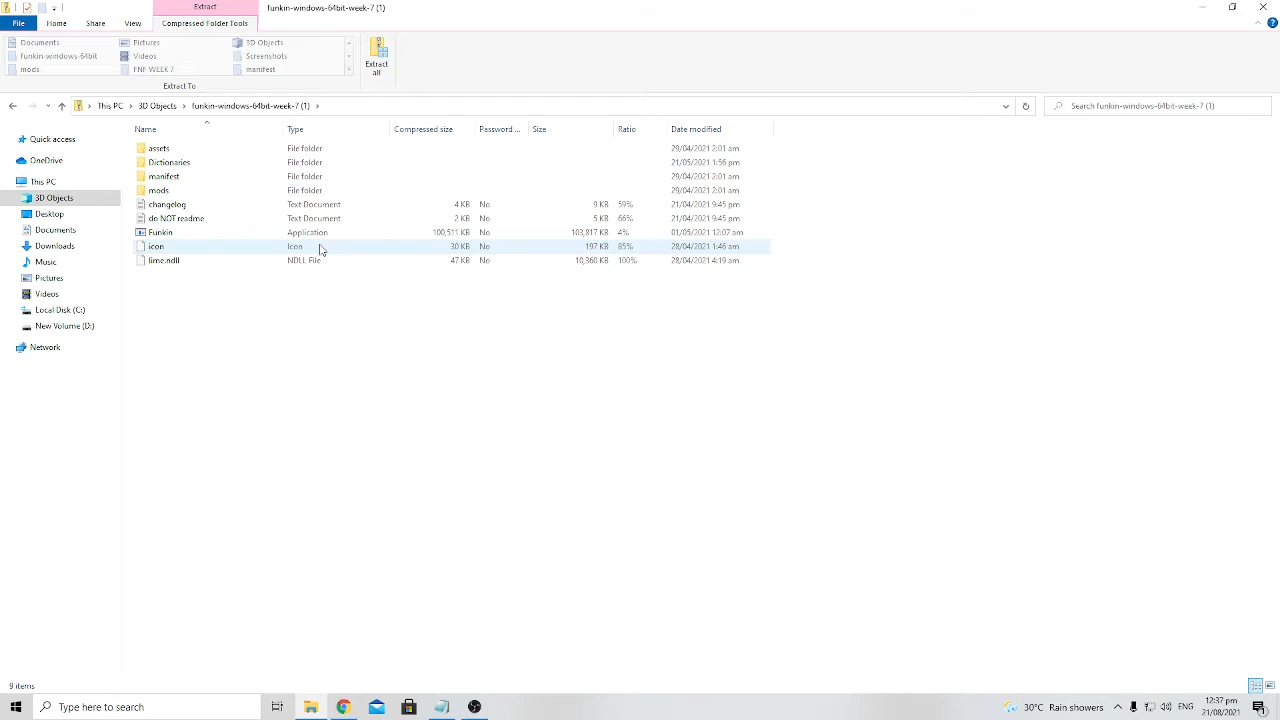 Extract
funkin-windows-64bit-week-7 (1)
File
Home
Share
View
Compressed Folder Tools
Documents
Pictures
3D Objects
funkin-windows-64bit
Videos
Screenshots
mods
FNF WEEK 7
manifest
Extract all
Extract To
This PC > 3D Objects > funkin-windows-64bit-week-7 (1) >
Search funkin-windows-64bit-week-7 (1)
Name Type Compressed size Password ... Size Ratio Date modified
assets File folder 29/04/2021 2:01 am
Dictionaries File folder 21/05/2021 1:56 pm
manifest File folder 29/04/2021 2:01 am
mods File folder 29/04/2021 2:01 am
changelog Text Document 4 KB No 9 KB 59% 21/04/2021 9:45 pm
do NOT readme Text Document 2 KB No 5 KB 66% 21/04/2021 9:45 pm
Funkin Application 100,511 KB No 103,817 KB 4% 01/05/2021 12:07 am
icon Icon 30 KB No 197 KB 85% 28/04/2021 1:46 am
lime.ndll NDLL File 47 KB No 10,360 KB 100% 28/04/2021 4:19 am
Quick access
OneDrive
This PC
3D Objects
Desktop
Documents
Downloads
Music
Pictures
Videos
Local Disk (C:)
New Volume (D:)
Network
9 items
Type here to search
30°C Rain showers
ENG
12:37 pm
21/08/2021